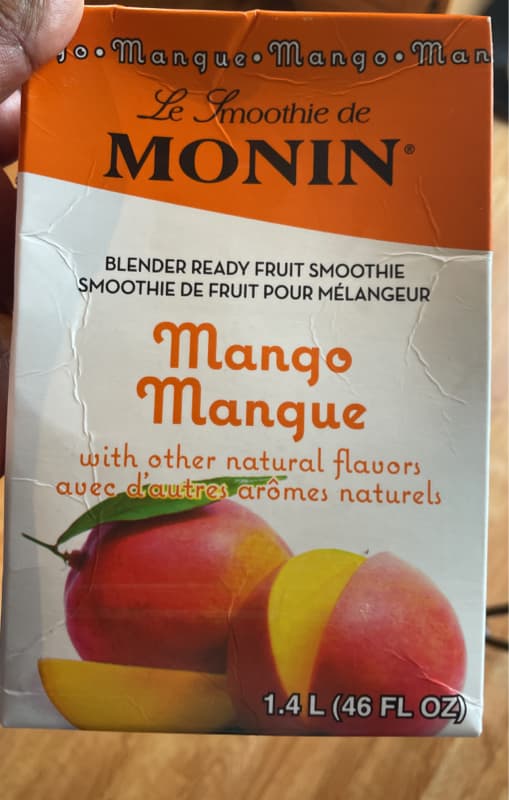 go•Mangue•Mango•Man
Le Smoothie de
MONIN®
BLENDER READY FRUIT SMOOTHIE
SMOOTHIE DE FRUIT POUR MÉLANGEUR
Mango
Mangue
with other natural flavors
avec d'autres arômes naturels
1.4 L (46 FL OZ)